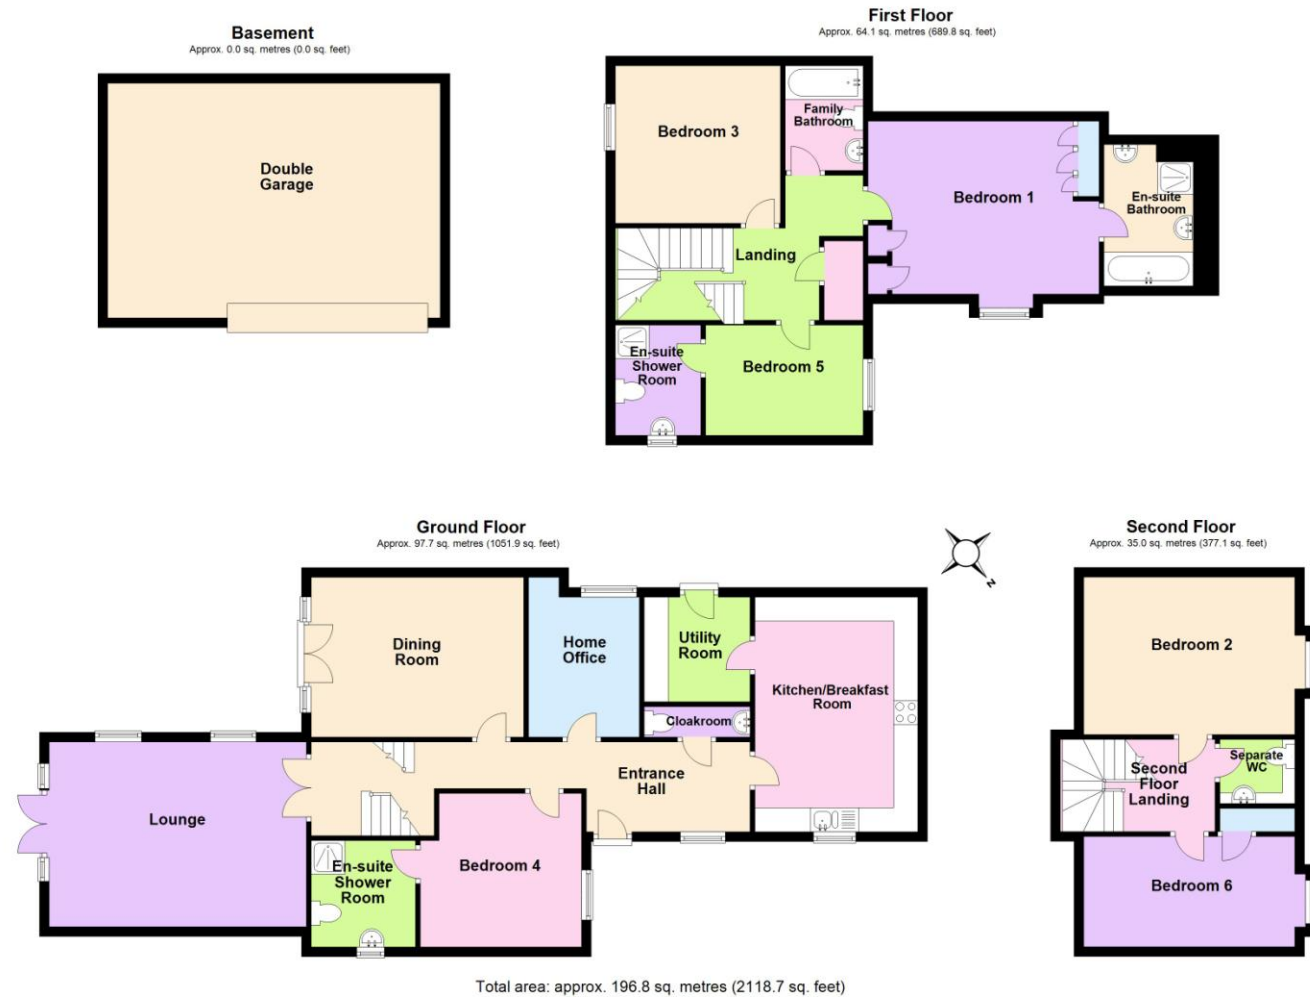 Basement
Approx. 0.0 sq. metres (0.0 sq. feet)
Double
Garage
First Floor
Approx. 64.1 sq. metres (689.8 sq. feet)
Bedroom 3
Family
Bathroom
Bedroom 1
En-suite
Bathroom
Landing
En-suite
Shower
Room
Bedroom 5
Ground Floor
Approx. 97.7 sq. metres (1051.9 sq. feet)
Dining
Room
Home
Office
Utility
Room
Kitchen/Breakfast
Room
Cloakroom
Entrance
Hall
Lounge
En-suite
Shower
Room
Bedroom 4
N
Second Floor
Approx. 35.0 sq. metres (377.1 sq. feet)
Bedroom 2
Separate
WC
Second
Floor
Landing
Bedroom 6
Total area: approx. 196.8 sq. metres (2118.7 sq. feet)